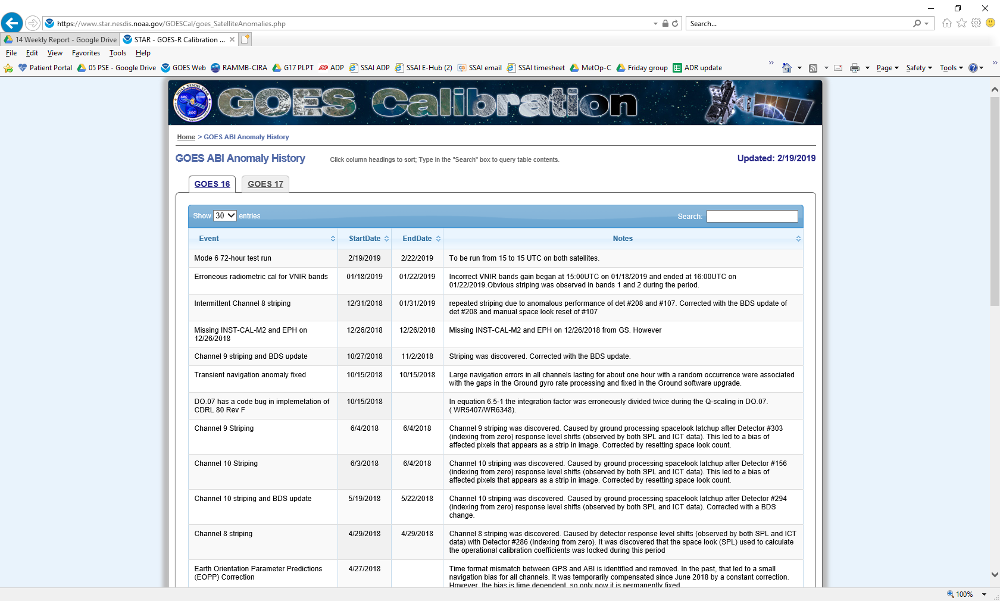 https://www.star.nesdis.noaa.gov/GOESCal/goes_SatelliteAnomalies.php
Search...
14 Weekly Report - Google Drive
STAR - GOES-R Calibration ...
File Edit View Favorites Tools Help
Patient Portal 05 PSE - Google Drive GOES Web RAMMB-CIRA G17 PLPT ADP SSAI ADP SSAI E-Hub (2) SSAI email SSAI timesheet MetOp-C Friday group ADR update
Page Safety Tools
GOES Calibration
Home > GOES ABI Anomaly History
GOES ABI Anomaly History
Click column headings to sort; Type in the "Search" box to query table contents.
Updated: 2/19/2019
GOES 16 GOES 17
Show 30 entries
Search:
Event StartDate EndDate Notes
Mode 6 72-hour test run 2/19/2019 2/22/2019 To be run from 15 to 15 UTC on both satellites.
Erroneous radiometric cal for VNIR bands 01/18/2019 01/22/2019 Incorrect VNIR bands gain began at 15:00UTC on 01/18/2019 and ended at 16:00UTC on
01/22/2019.Obvious striping was observed in bands 1 and 2 during the period.
Intermittent Channel 8 striping 12/31/2018 01/31/2019 repeated striping due to anomalous performance of det #208 and #107. Corrected with the BDS update of
det #208 and manual space look reset of #107
Missing INST-CAL-M2 and EPH on
12/26/2018
12/26/2018 12/26/2018 Missing INST-CAL-M2 and EPH on 12/26/2018 from GS. However
Channel 9 striping and BDS update 10/27/2018 11/2/2018 Striping was discovered. Corrected with the BDS update.
Transient navigation anomaly fixed 10/15/2018 10/15/2018 Large navigation errors in all channels lasting for about one hour with a random occurrence were associated
with the gaps in the Ground gyro rate processing and fixed in the Ground software upgrade.
DO.07 has a code bug in implemetation of
CDRL 80 Rev F
10/15/2018 In equation 6.5-1 the integration factor was erroneously divided twice during the Q-scaling in DO.07.
( WR5407/WR6348).
Channel 9 Striping 6/4/2018 6/4/2018 Channel 9 striping was discovered. Caused by ground processing spacelook latchup after Detector #303
(indexing from zero) response level shifts (observed by both SPL and ICT data). This led to a bias of
affected pixels that appears as a strip in image. Corrected by resetting space look count.
Channel 10 Striping 6/3/2018 6/4/2018 Channel 10 striping was discovered. Caused by ground processing spacelook latchup after Detector #156
(indexing from zero) response level shifts (observed by both SPL and ICT data). This led to a bias of
affected pixels that appears as a strip in image. Corrected by resetting space look count.
Channel 10 striping and BDS update 5/19/2018 5/22/2018 Channel 10 striping was discovered. Caused by ground processing spacelook latchup after Detector #294
(indexing from zero) response level shifts (observed by both SPL and ICT data). Corrected with a BDS
change.
Channel 8 striping 4/29/2018 4/29/2018 Channel 8 striping was discovered. Caused by detector response level shifts (observed by both SPL and ICT
data) with Detector #286 (Indexing from zero). It was discovered that the space look (SPL) used to calculate
the operational calibration coefficients was locked during this period
Earth Orientation Parameter Predictions
(EOPP) Correction
4/27/2018 Time format mismatch between GPS and ABI is identified and removed. In the past, that led to a small
navigation bias for all channels. It was temporarily compensated since June 2018 by a constant correction.
However, the bias is time dependent, so only now it is permanently fixed
100%